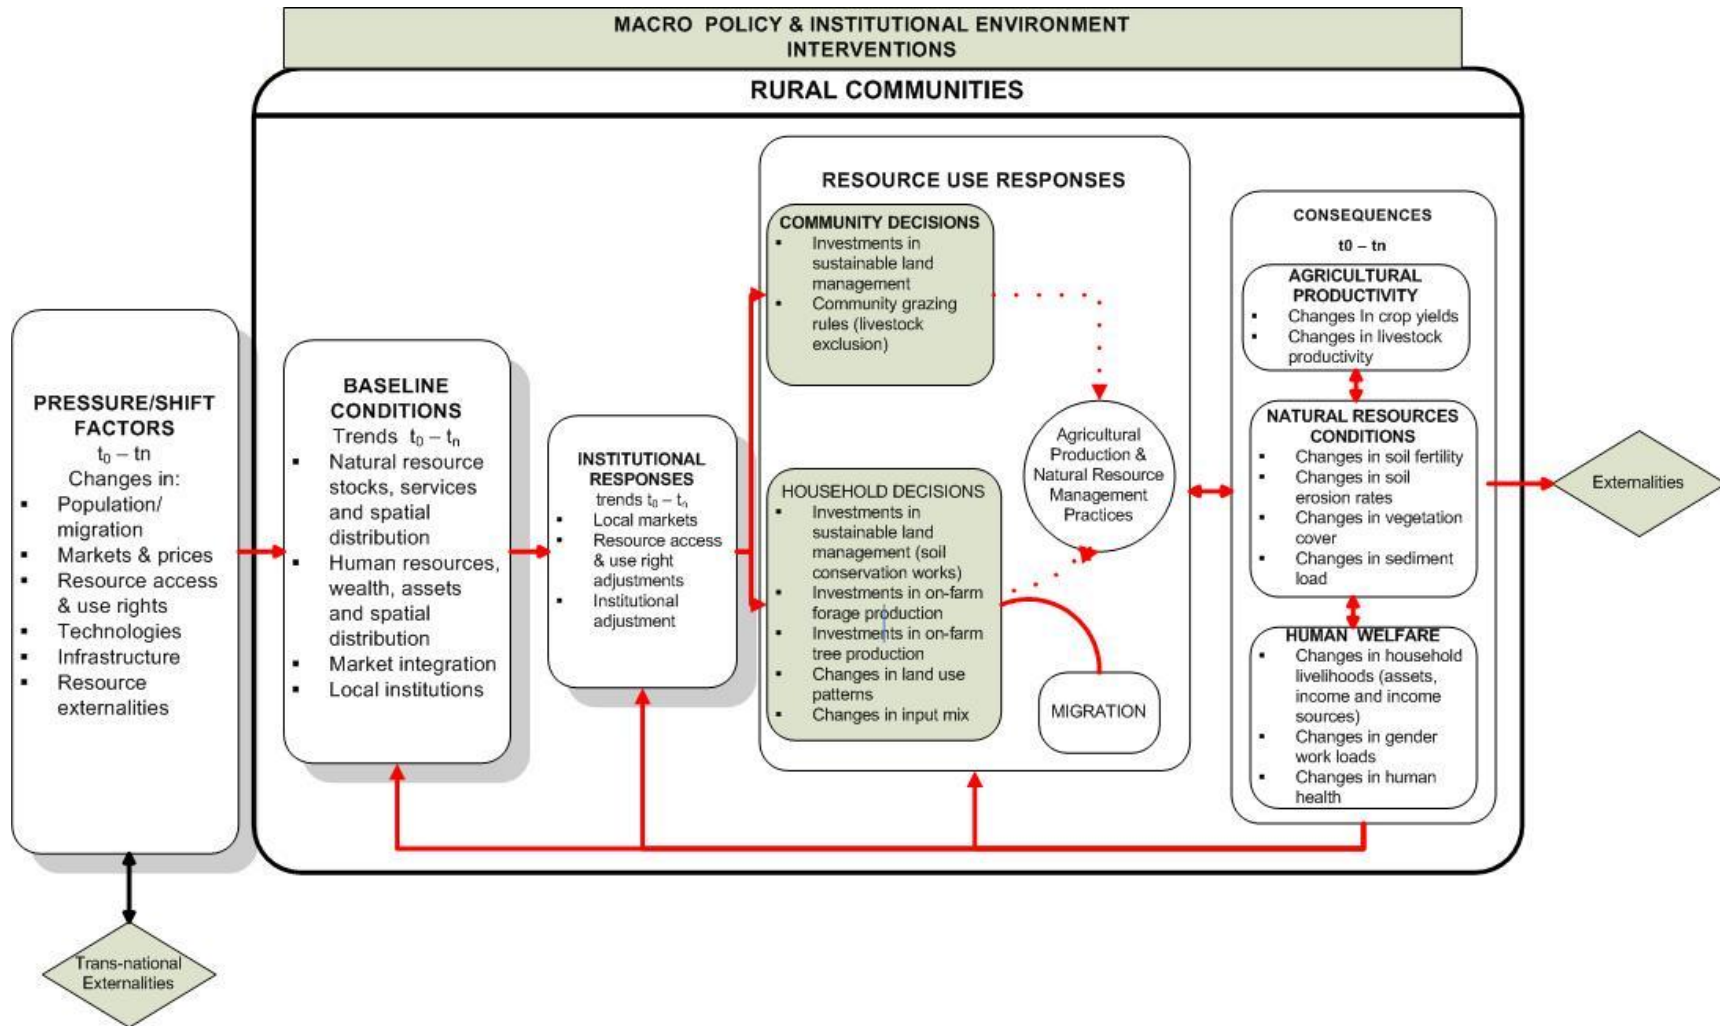 MACRO POLICY & INSTITUTIONAL ENVIRONMENT
INTERVENTIONS
RURAL COMMUNITIES
PRESSURE/SHIFT
FACTORS
t0 – tn
Changes in:
▪ Population/
migration
▪ Markets & prices
▪ Resource access
& use rights
▪ Technologies
▪ Infrastructure
▪ Resource
externalities
Trans-national
Externalities
BASELINE
CONDITIONS
Trends t0 – tn
▪ Natural resource
stocks, services
and spatial
distribution
▪ Human resources,
wealth, assets
and spatial
distribution
▪ Market integration
▪ Local institutions
INSTITUTIONAL
RESPONSES
trends t0 – tn
▪ Local markets
▪ Resource access
& use right
adjustments
▪ Institutional
adjustment
RESOURCE USE RESPONSES
COMMUNITY DECISIONS
▪ Investments in
sustainable land
management
▪ Community grazing
rules (livestock
exclusion)
HOUSEHOLD DECISIONS
▪ Investments in
sustainable land
management (soil
conservation works)
▪ Investments in on-farm
forage production
▪ Investments in on-farm
tree production
▪ Changes in land use
patterns
▪ Changes in input mix
Agricultural
Production &
Natural Resource
Management
Practices
MIGRATION
CONSEQUENCES
t0 – tn
AGRICULTURAL
PRODUCTIVITY
▪ Changes In crop yields
▪ Changes in livestock
productivity
NATURAL RESOURCES
CONDITIONS
▪ Changes in soil fertility
▪ Changes in soil
erosion rates
▪ Changes in vegetation
cover
▪ Changes in sediment
load
HUMAN WELFARE
▪ Changes in household
livelihoods (assets,
income and income
sources)
▪ Changes in gender
work loads
▪ Changes in human
health
Externalities